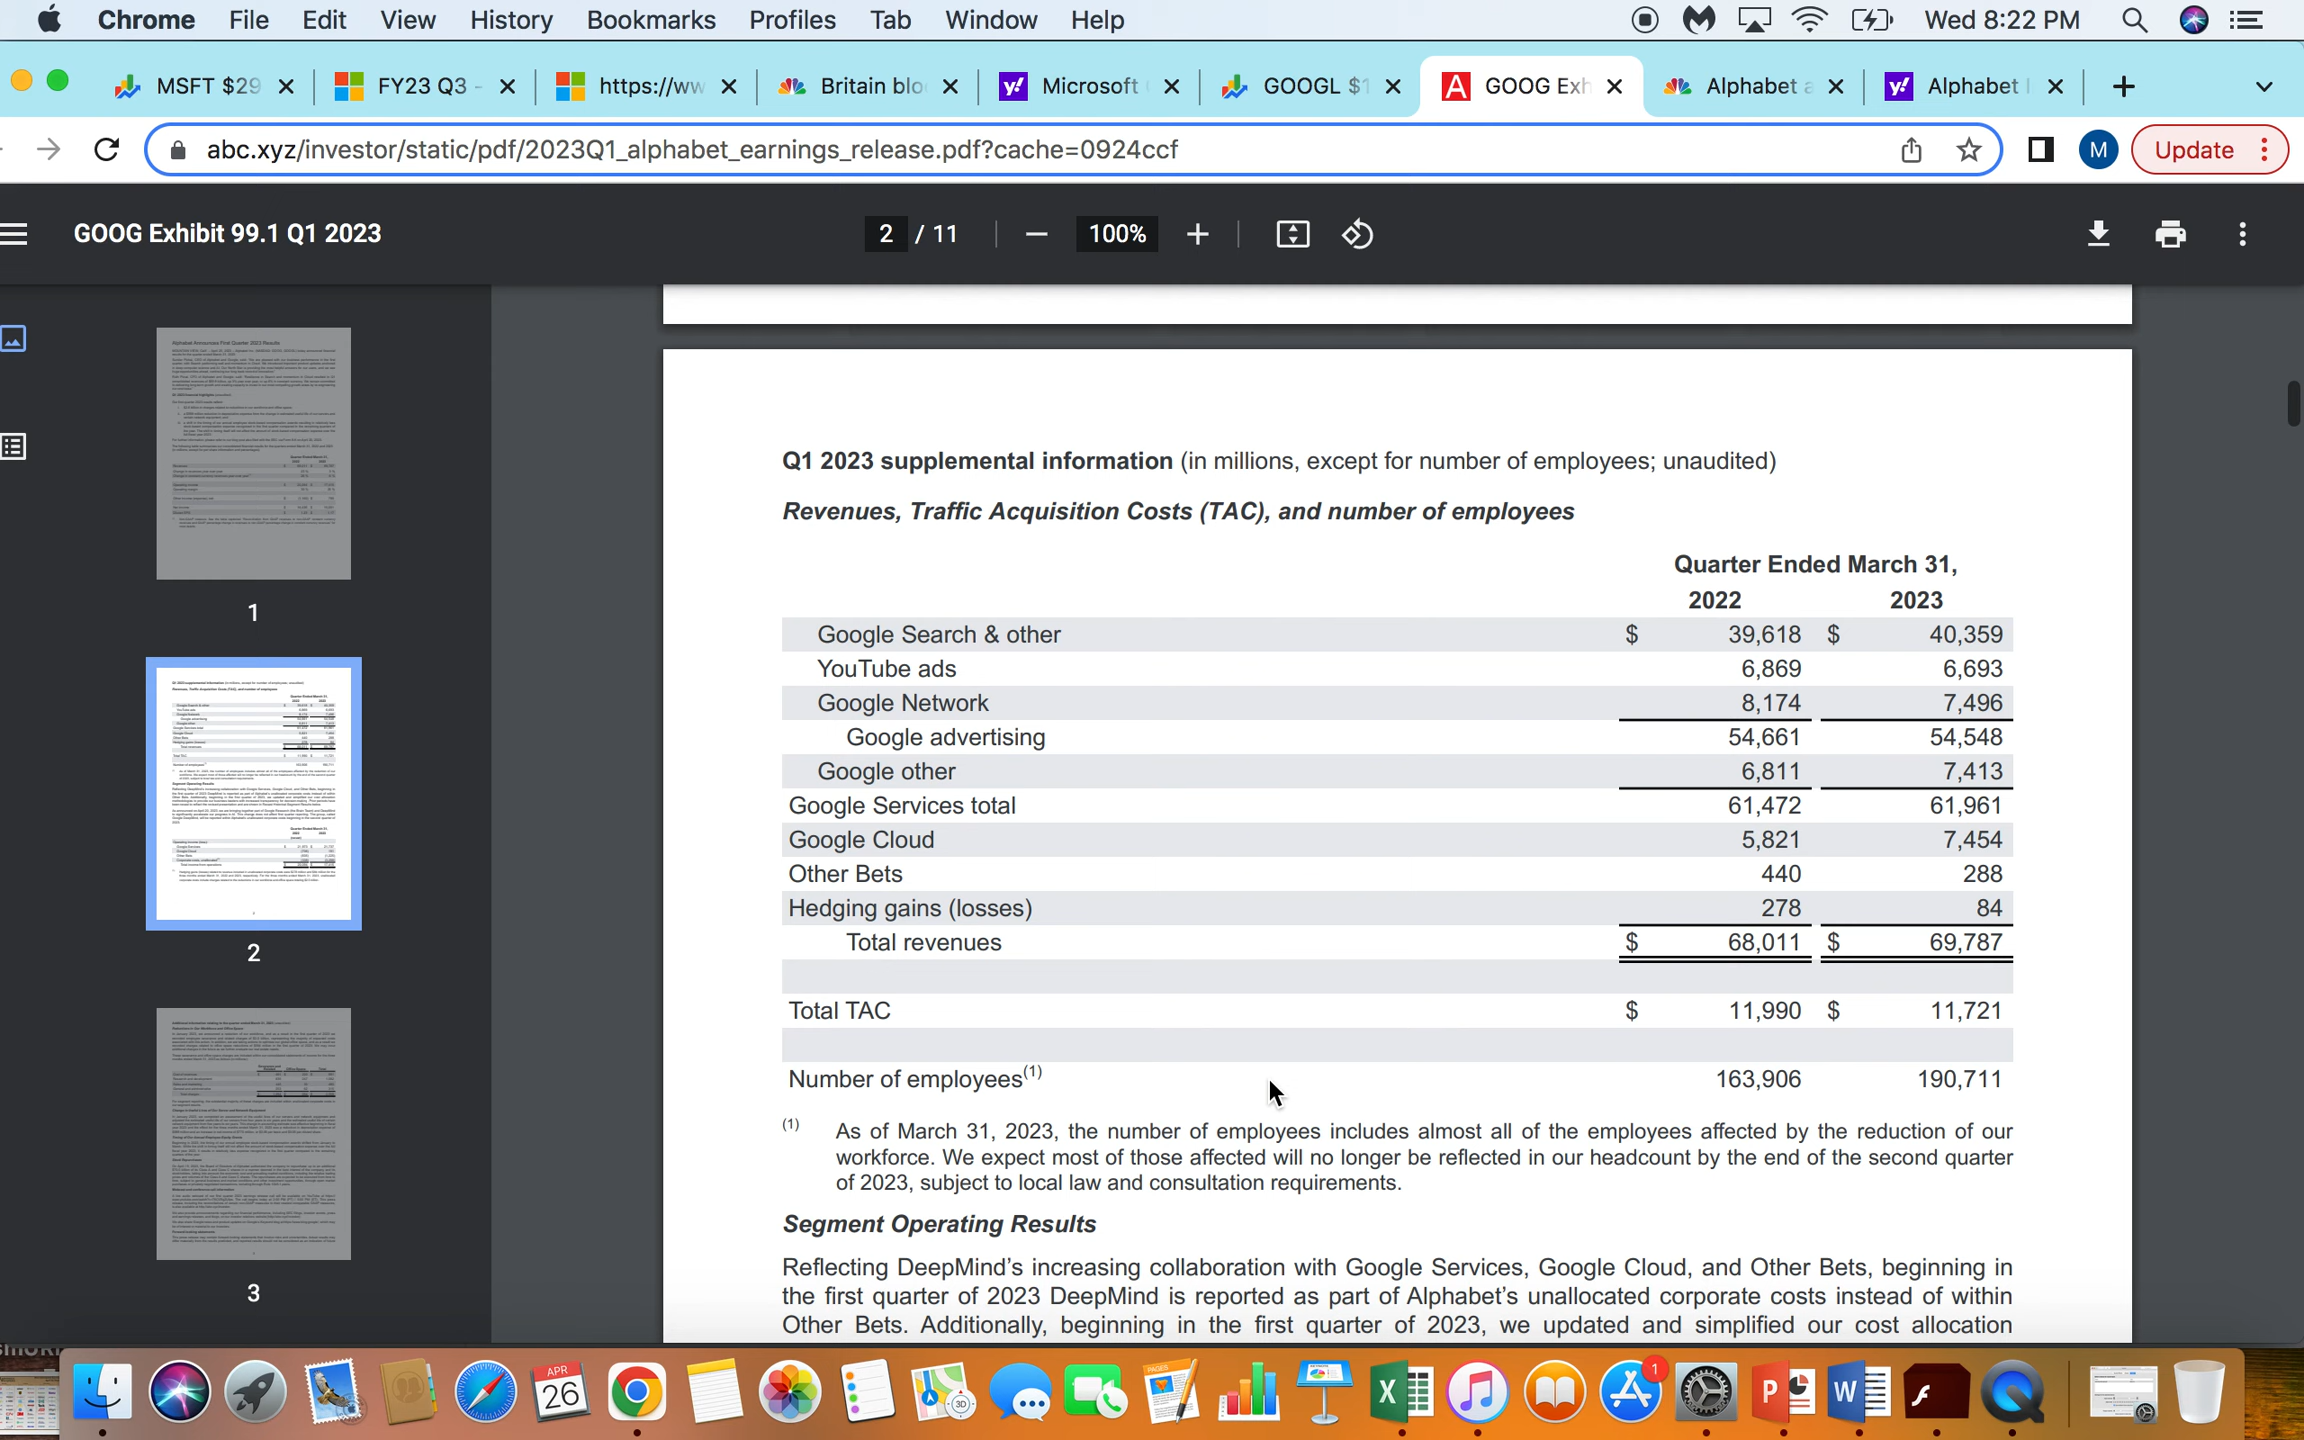 Chrome File Edit View History Bookmarks Profiles Tab Window Help Wed 8:22 PM
MSFT $29 FY23 Q3 - https://ww Britain blo Microsoft GOOGL $1 GOOG Exh Alphabet a Alphabet
abc.xyz/investor/static/pdf/2023Q1_alphabet_earnings_release.pdf?cache=0924ccf M Update
GOOG Exhibit 99.1 Q1 2023 2 / 11 100%
1
2
3
Q1 2023 supplemental information (in millions, except for number of employees; unaudited)
Revenues, Traffic Acquisition Costs (TAC), and number of employees
Quarter Ended March 31,
2022 2023
Google Search & other $ 39,618 $ 40,359
YouTube ads 6,869 6,693
Google Network 8,174 7,496
Google advertising 54,661 54,548
Google other 6,811 7,413
Google Services total 61,472 61,961
Google Cloud 5,821 7,454
Other Bets 440 288
Hedging gains (losses) 278 84
Total revenues $ 68,011 $ 69,787
Total TAC $ 11,990 $ 11,721
Number of employees(1) 163,906 190,711
(1) As of March 31, 2023, the number of employees includes almost all of the employees affected by the reduction of our
workforce. We expect most of those affected will no longer be reflected in our headcount by the end of the second quarter
of 2023, subject to local law and consultation requirements.
Segment Operating Results
Reflecting DeepMind's increasing collaboration with Google Services, Google Cloud, and Other Bets, beginning in
the first quarter of 2023 DeepMind is reported as part of Alphabet's unallocated corporate costs instead of within
Other Bets. Additionally, beginning in the first quarter of 2023, we updated and simplified our cost allocation
APR
26
3D
PAGES
X
1
P
W